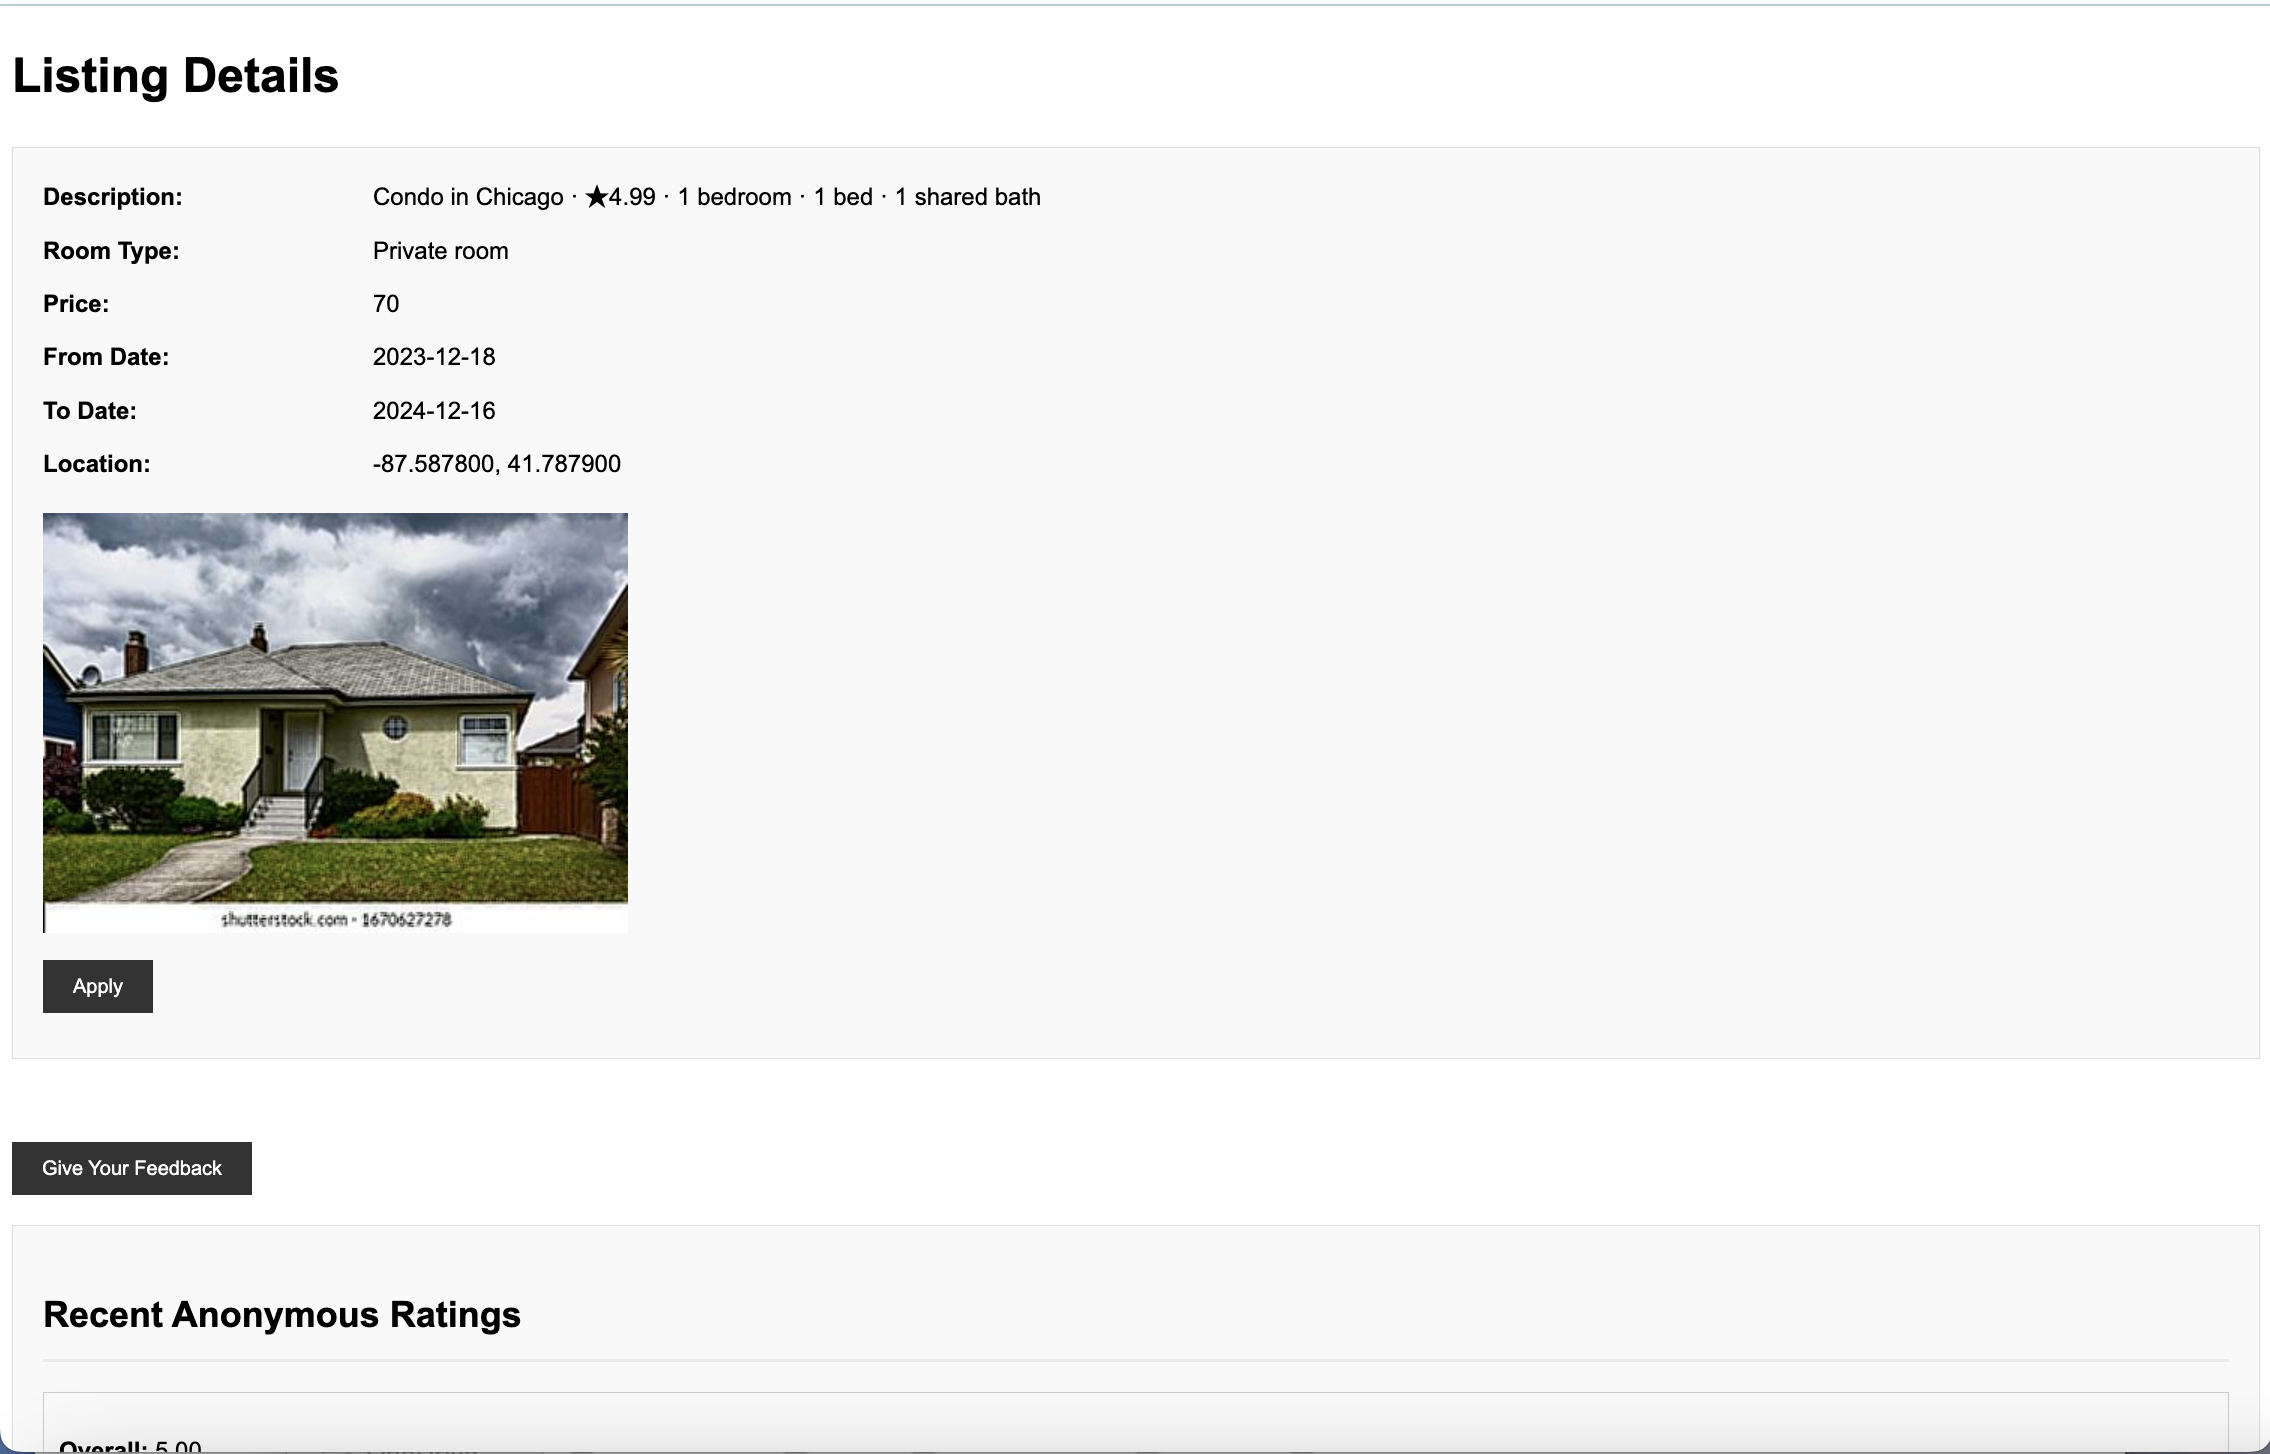 Listing Details
Description: Condo in Chicago · ★4.99 · 1 bedroom · 1 bed · 1 shared bath
Room Type: Private room
Price: 70
From Date: 2023-12-18
To Date: 2024-12-16
Location: -87.587800, 41.787900
shutterstock.com · 1670627278
Apply
Give Your Feedback
Recent Anonymous Ratings
Overall: 5.00